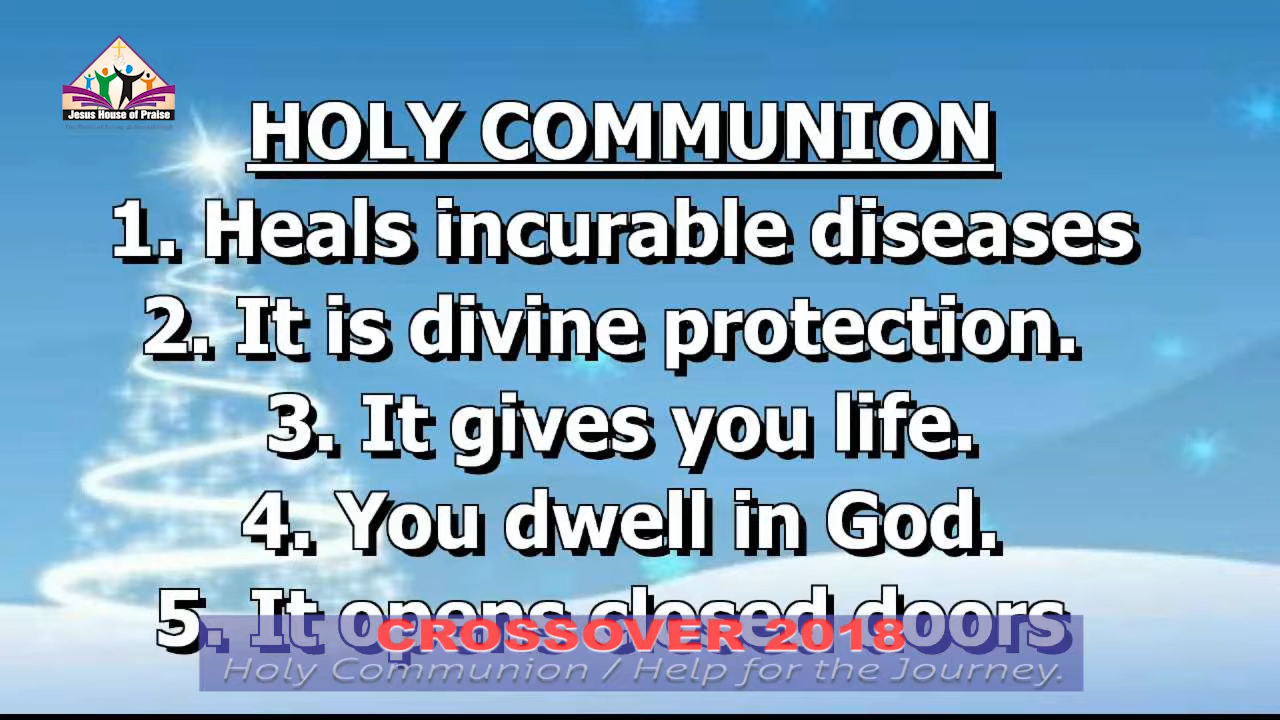 Jesus House of Praise
HOLY COMMUNION
1. Heals incurable diseases
2. It is divine protection.
3. It gives you life.
4. You dwell in God.
5. It opens closed doors
CROSSOVER 2018
Holy Communion / Help for the Journey.